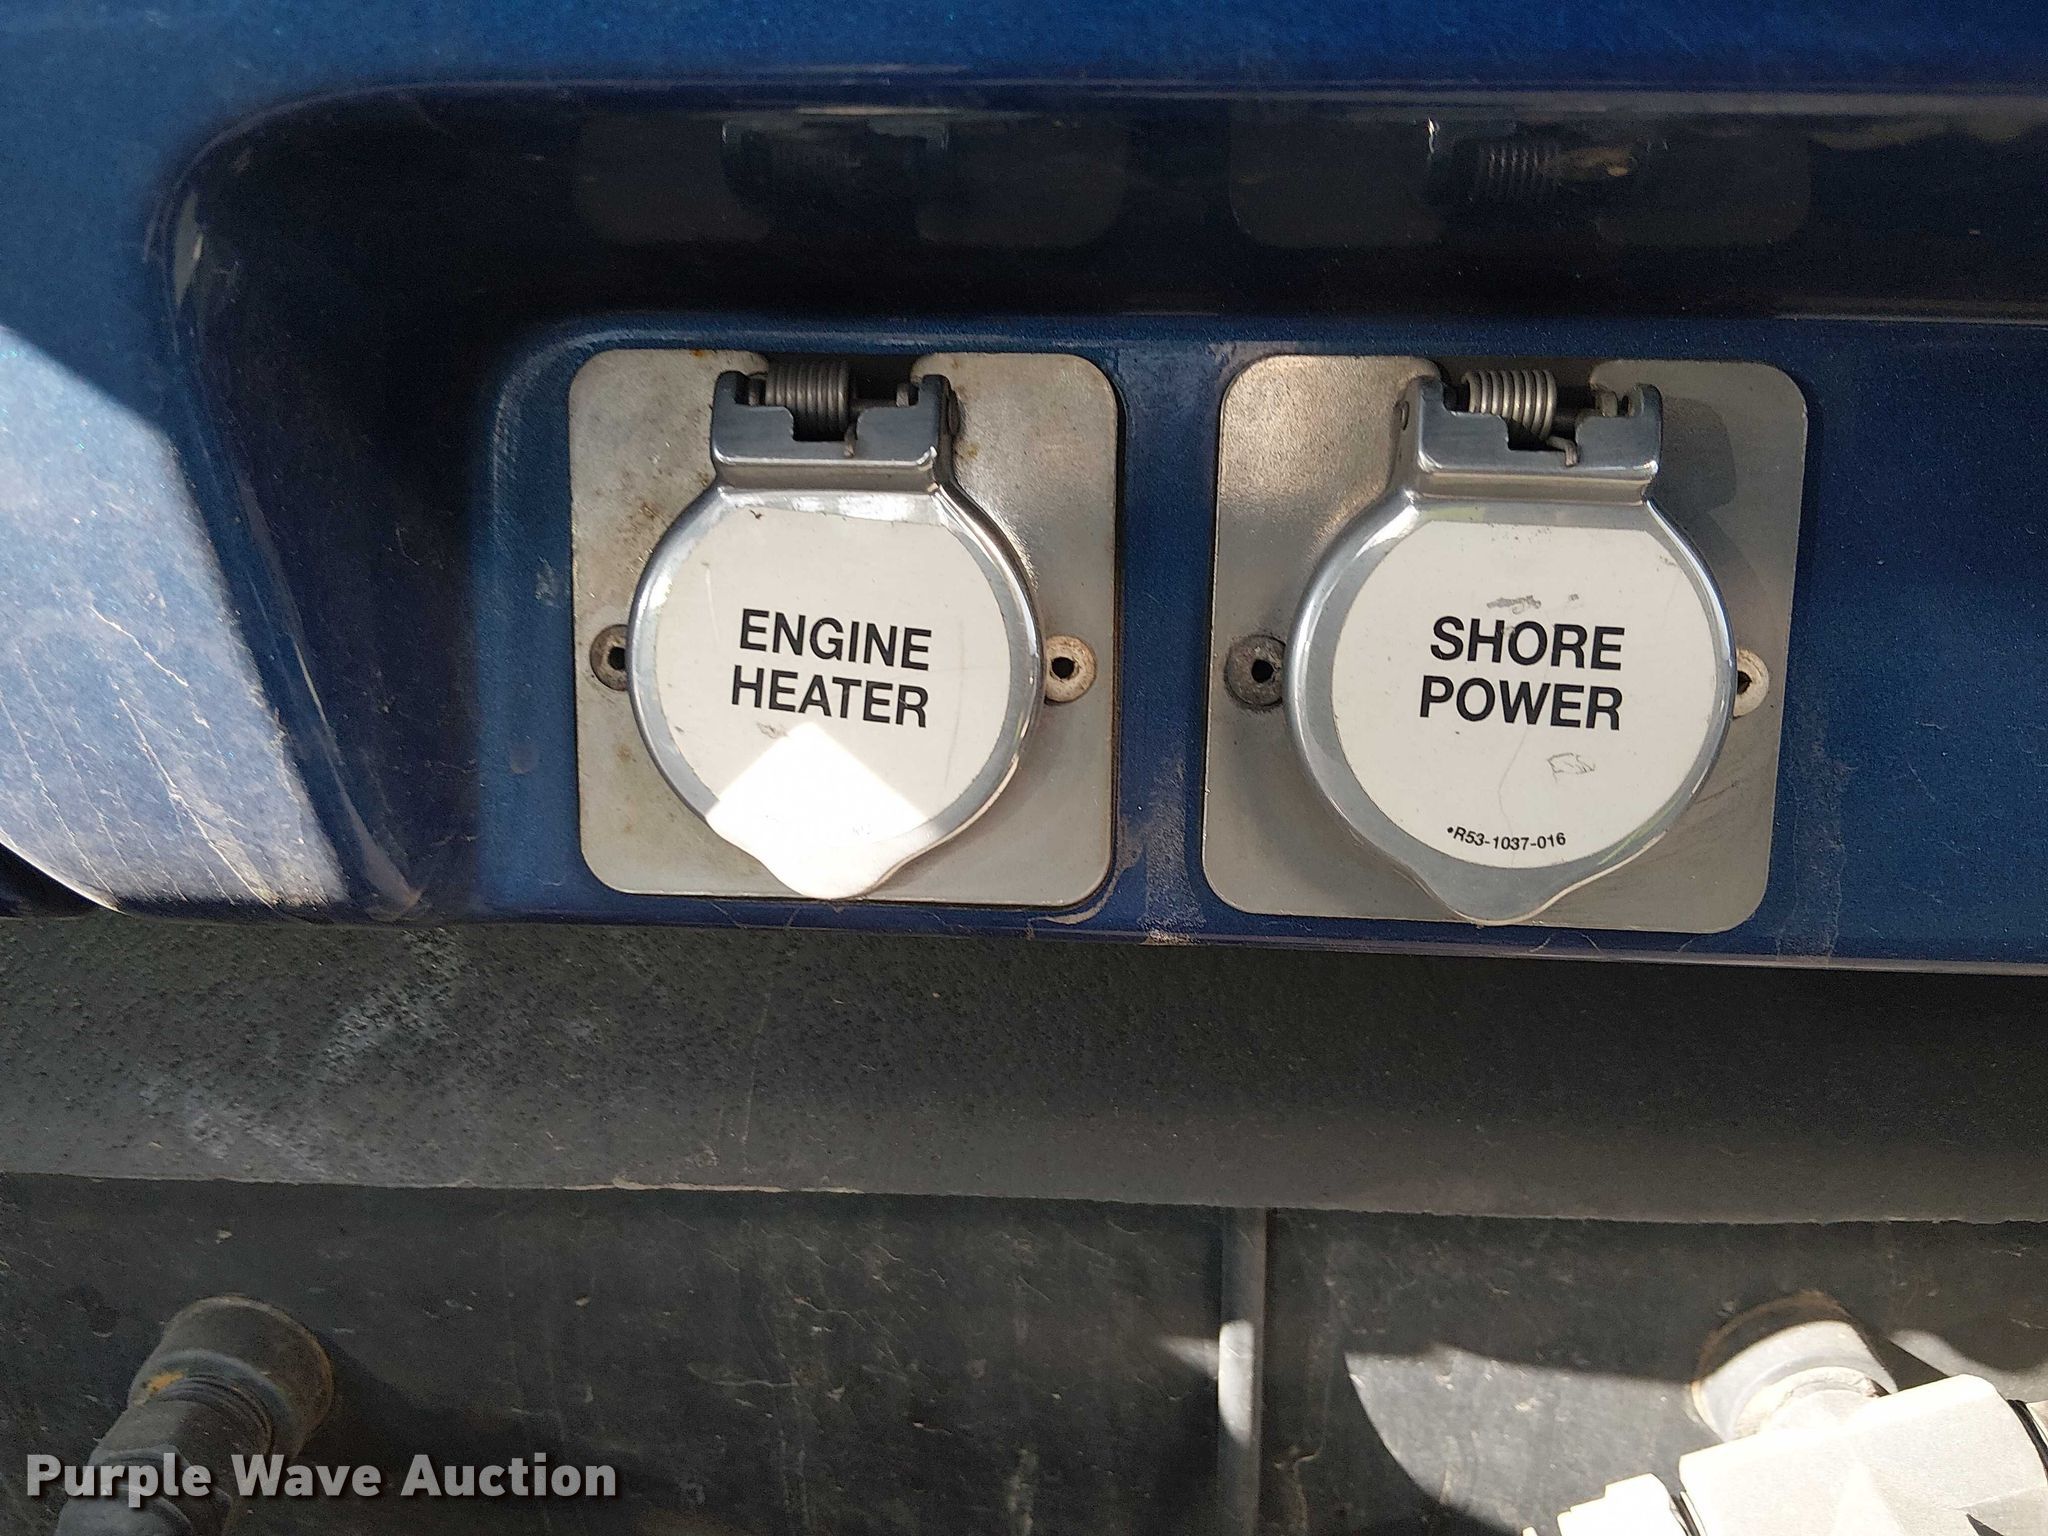 ENGINE
HEATER
SHORE
POWER
•R53-1037-016
Purple Wave Auction